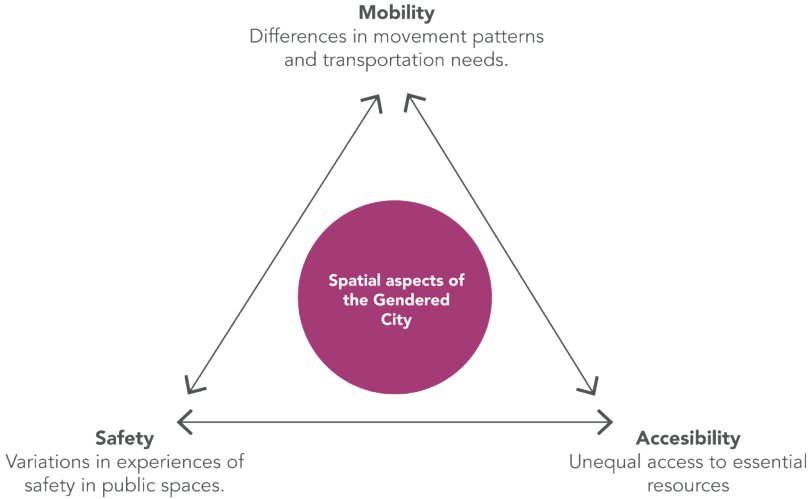 Mobility
Differences in movement patterns
and transportation needs.
Spatial aspects of
the Gendered
City
Safety
Variations in experiences of
safety in public spaces.
Accesibility
Unequal access to essential
resources